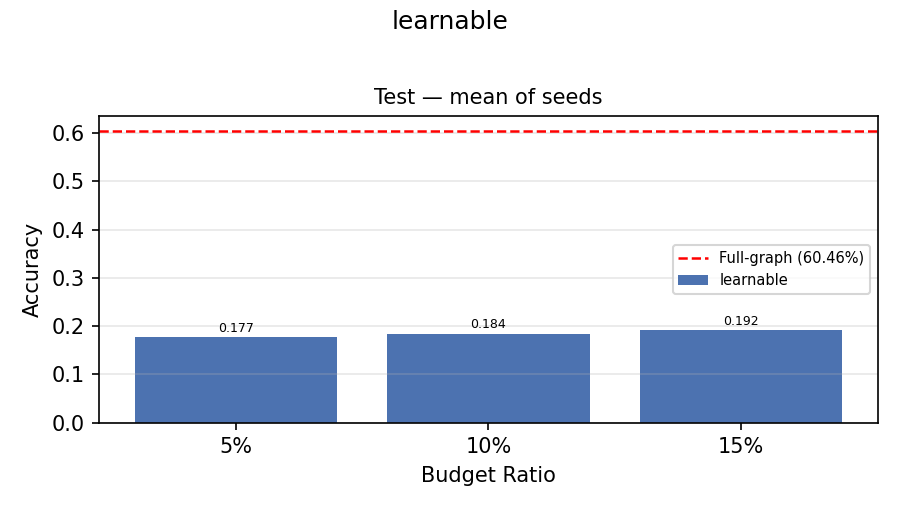 learnable
Test — mean of seeds
Accuracy
0.6
0.5
0.4
0.3
0.2
0.1
0.0
Full-graph (60.46%)
learnable
0.177
0.184
0.192
5%
10%
15%
Budget Ratio